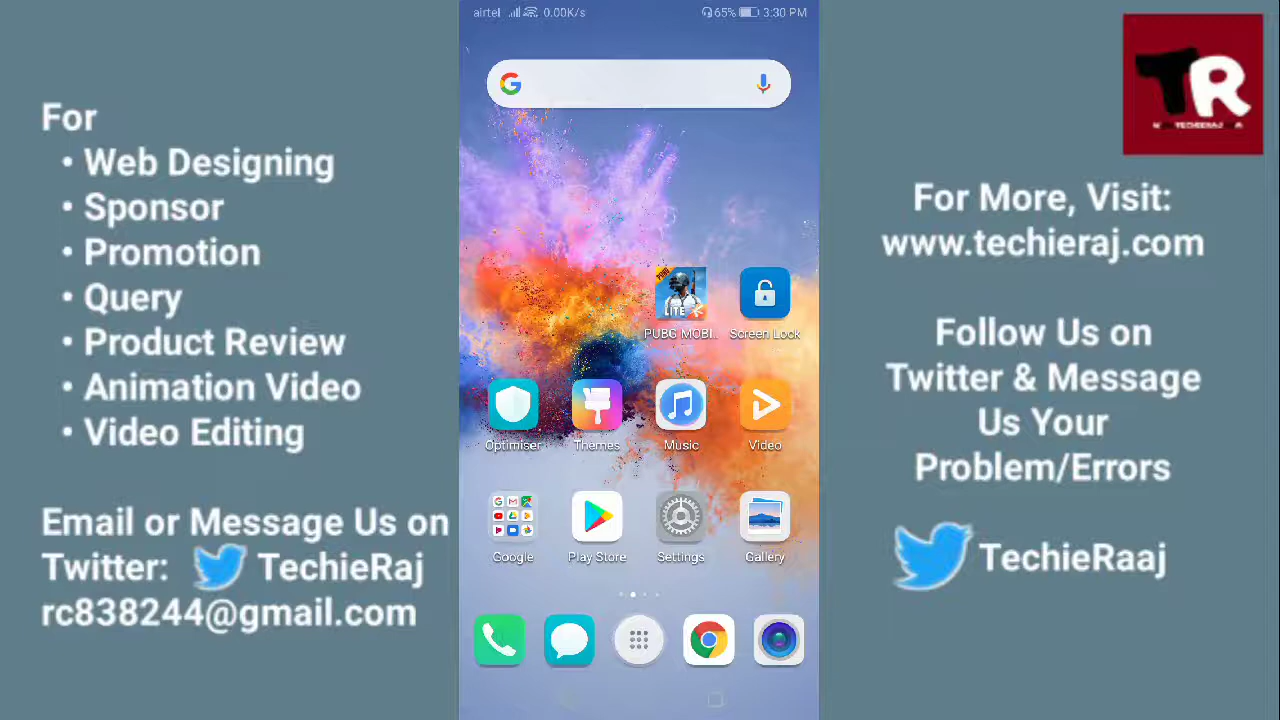 For
• Web Designing
• Sponsor
• Promotion
• Query
• Product Review
• Animation Video
• Video Editing
Email or Message Us on
Twitter: TechieRaj
rc838244@gmail.com
airtel 0.00K/s 65% 3:30 PM
PUBG MOBI.. Screen Lock
LITE
Optimiser Themes Music Video
Google Play Store Settings Gallery
TR
For More, Visit:
www.techieraj.com
Follow Us on
Twitter & Message
Us Your
Problem/Errors
TechieRaaj